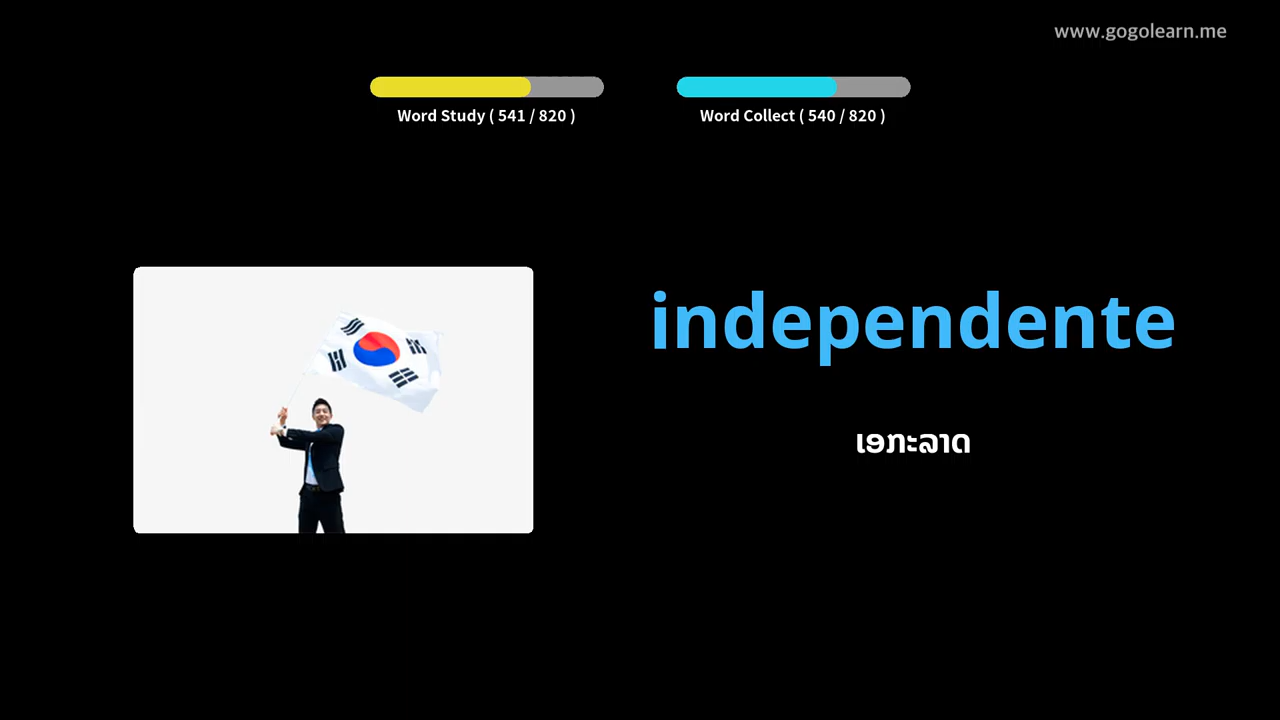 www.gogolearn.me
Word Study ( 541 / 820 )
Word Collect ( 540 / 820 )
independente
ເອກະລາດ